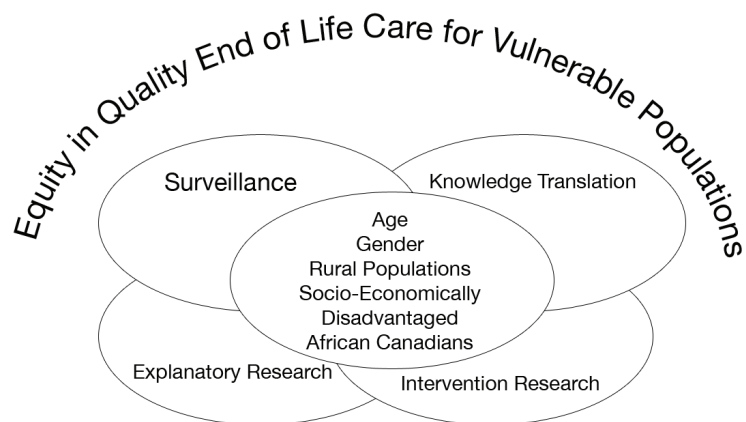 Equity in Quality End of Life Care for Vulnerable Populations
Surveillance
Knowledge Translation
Age
Gender
Rural Populations
Socio-Economically
Disadvantaged
African Canadians
Explanatory Research
Intervention Research